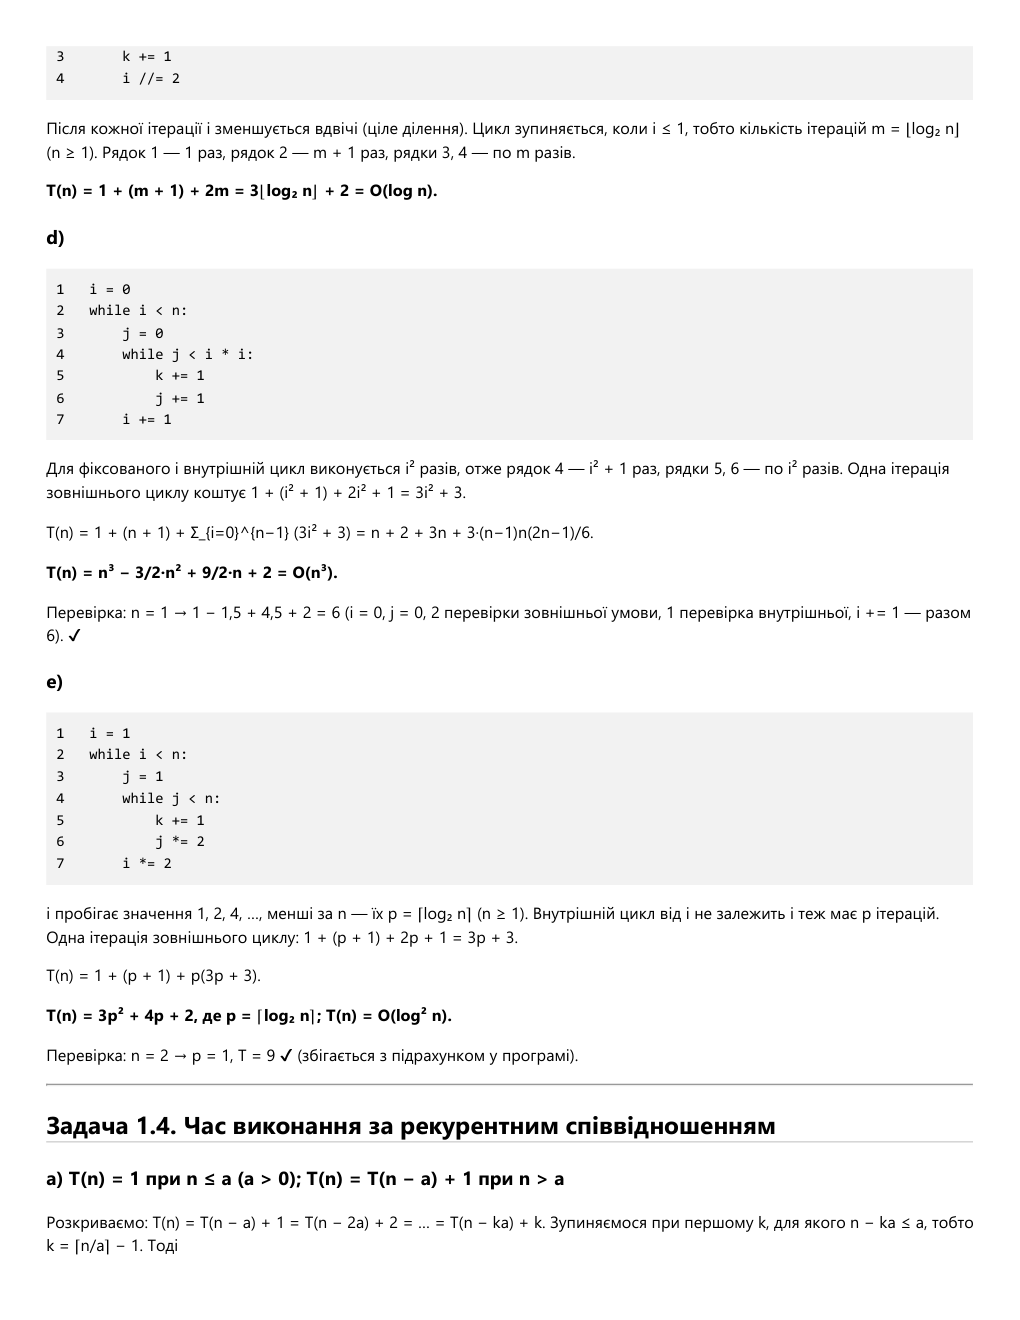 3       k += 1
4       i //= 2
Після кожної ітерації і зменшується вдвічі (ціле ділення). Цикл зупиняється, коли i ≤ 1, тобто кількість ітерацій m = ⌊log₂ n⌋
(n ≥ 1). Рядок 1 — 1 раз, рядок 2 — m + 1 раз, рядки 3, 4 — по m разів.
T(n) = 1 + (m + 1) + 2m = 3⌊log₂ n⌋ + 2 = O(log n).
d)
1   i = 0
2   while i < n:
3       j = 0
4       while j < i * i:
5           k += 1
6           j += 1
7       i += 1
Для фіксованого і внутрішній цикл виконується i² разів, отже рядок 4 — i² + 1 раз, рядки 5, 6 — по i² разів. Одна ітерація
зовнішнього циклу коштує 1 + (i² + 1) + 2i² + 1 = 3i² + 3.
T(n) = 1 + (n + 1) + Σ_{i=0}^{n−1} (3i² + 3) = n + 2 + 3n + 3·(n−1)n(2n−1)/6.
T(n) = n³ − 3/2·n² + 9/2·n + 2 = O(n³).
Перевірка: n = 1 → 1 − 1,5 + 4,5 + 2 = 6 (i = 0, j = 0, 2 перевірки зовнішньої умови, 1 перевірка внутрішньої, i += 1 — разом
6). ✔
e)
1   i = 1
2   while i < n:
3       j = 1
4       while j < n:
5           k += 1
6           j *= 2
7       i *= 2
і пробігає значення 1, 2, 4, …, менші за n — їх p = ⌈log₂ n⌉ (n ≥ 1). Внутрішній цикл від і не залежить і теж має p ітерацій.
Одна ітерація зовнішнього циклу: 1 + (p + 1) + 2p + 1 = 3p + 3.
T(n) = 1 + (p + 1) + p(3p + 3).
T(n) = 3p² + 4p + 2, де p = ⌈log₂ n⌉; T(n) = O(log² n).
Перевірка: n = 2 → p = 1, T = 9 ✔ (збігається з підрахунком у програмі).
Задача 1.4. Час виконання за рекурентним співвідношенням
a) T(n) = 1 при n ≤ a (a > 0); T(n) = T(n − a) + 1 при n > a
Розкриваємо: T(n) = T(n − a) + 1 = T(n − 2a) + 2 = … = T(n − ka) + k. Зупиняємося при першому k, для якого n − ka ≤ a, тобто
k = ⌈n/a⌉ − 1. Тоді